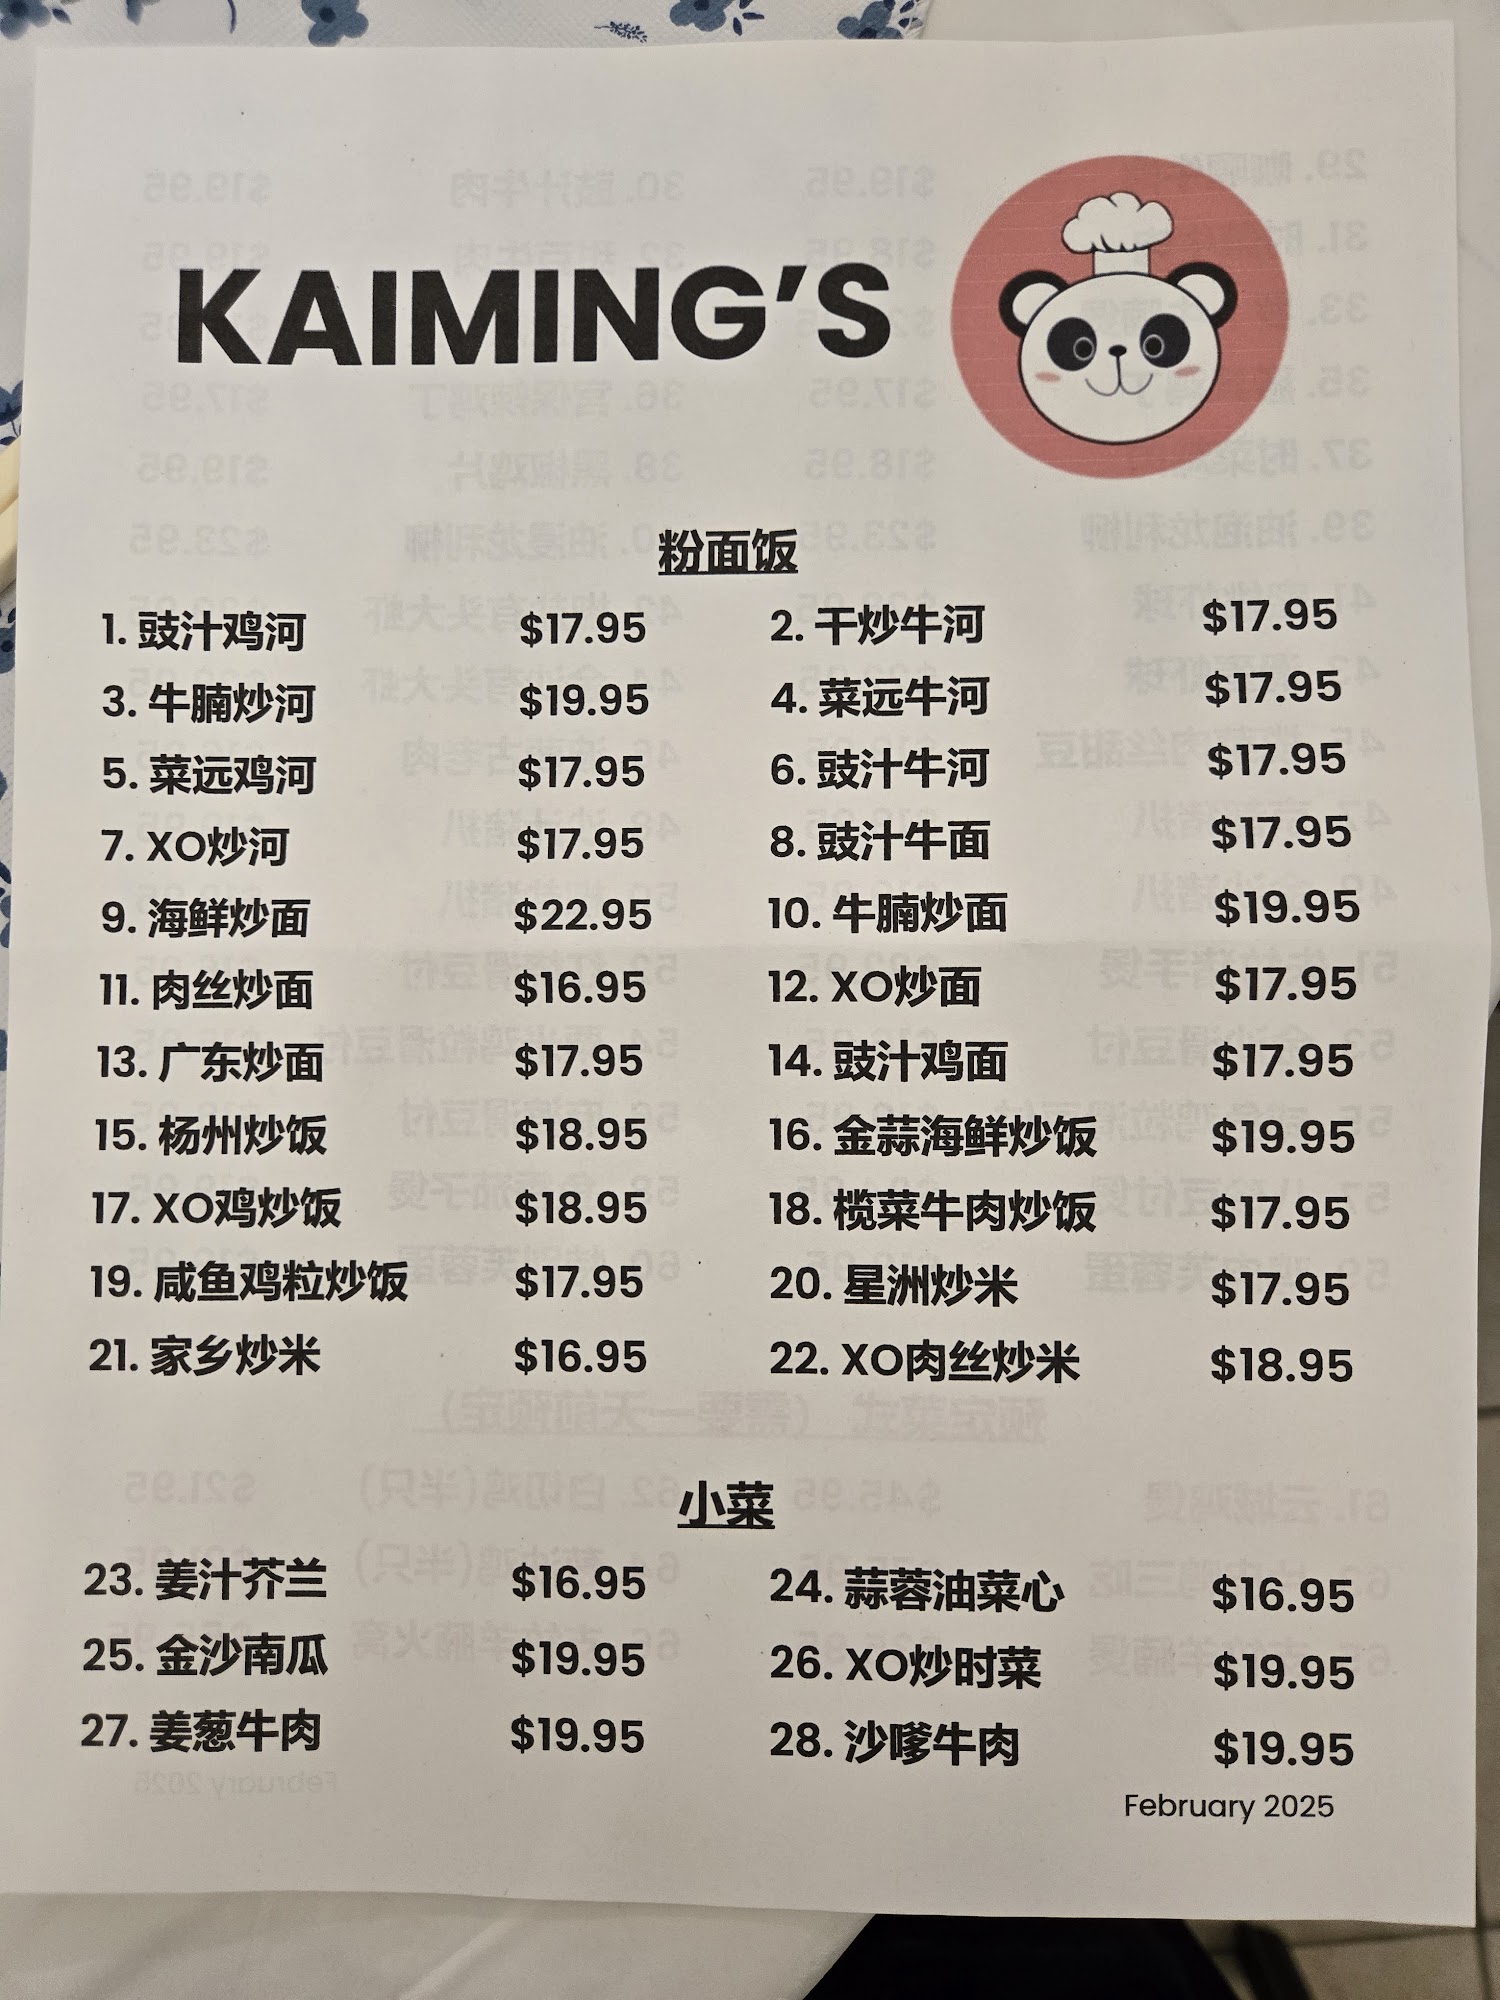 KAIMING'S
粉面饭
1. 豉汁鸡河 $17.95 2. 干炒牛河 $17.95
3. 牛腩炒河 $19.95 4. 菜远牛河 $17.95
5. 菜远鸡河 $17.95 6. 豉汁牛河 $17.95
7. XO炒河 $17.95 8. 豉汁牛面 $17.95
9. 海鲜炒面 $22.95 10. 牛腩炒面 $19.95
11. 肉丝炒面 $16.95 12. XO炒面 $17.95
13. 广东炒面 $17.95 14. 豉汁鸡面 $17.95
15. 杨州炒饭 $18.95 16. 金蒜海鲜炒饭 $19.95
17. XO鸡炒饭 $18.95 18. 榄菜牛肉炒饭 $17.95
19. 咸鱼鸡粒炒饭 $17.95 20. 星洲炒米 $17.95
21. 家乡炒米 $16.95 22. XO肉丝炒米 $18.95
小菜
23. 姜汁芥兰 $16.95 24. 蒜蓉油菜心 $16.95
25. 金沙南瓜 $19.95 26. XO炒时菜 $19.95
27. 姜葱牛肉 $19.95 28. 沙嗲牛肉 $19.95
February 2025